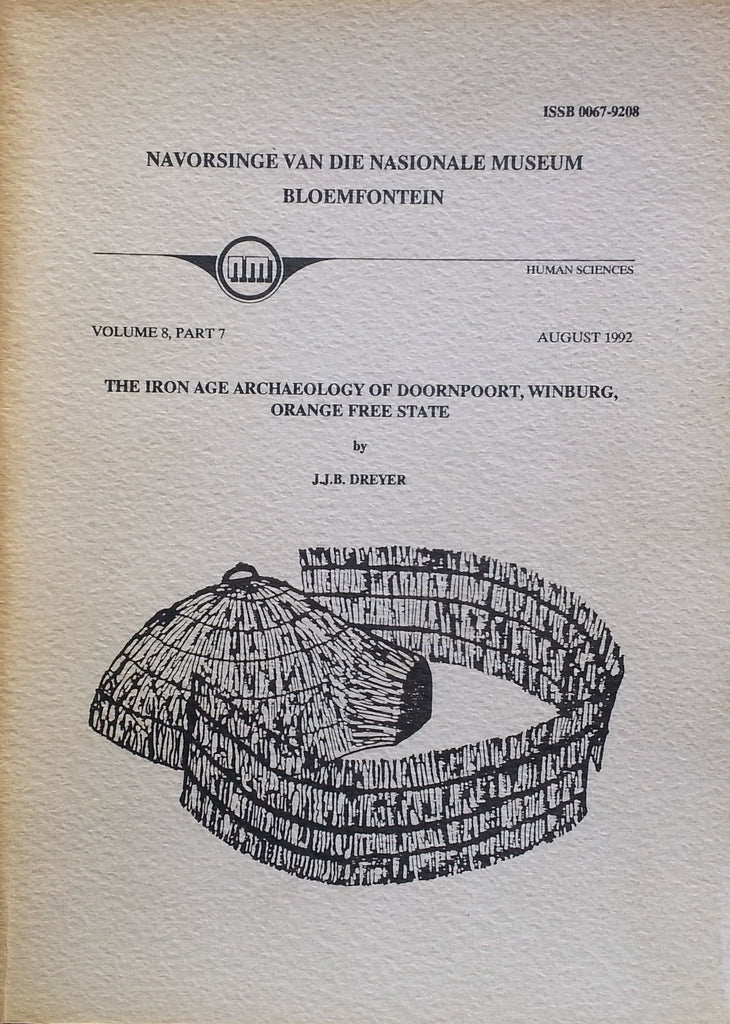 ISSB 0067-9208
NAVORSINGE VAN DIE NASIONALE MUSEUM
BLOEMFONTEIN
nm
HUMAN SCIENCES
VOLUME 8, PART 7
AUGUST 1992
THE IRON AGE ARCHAEOLOGY OF DOORNPOORT, WINBURG,
ORANGE FREE STATE
by
J.J.B. DREYER